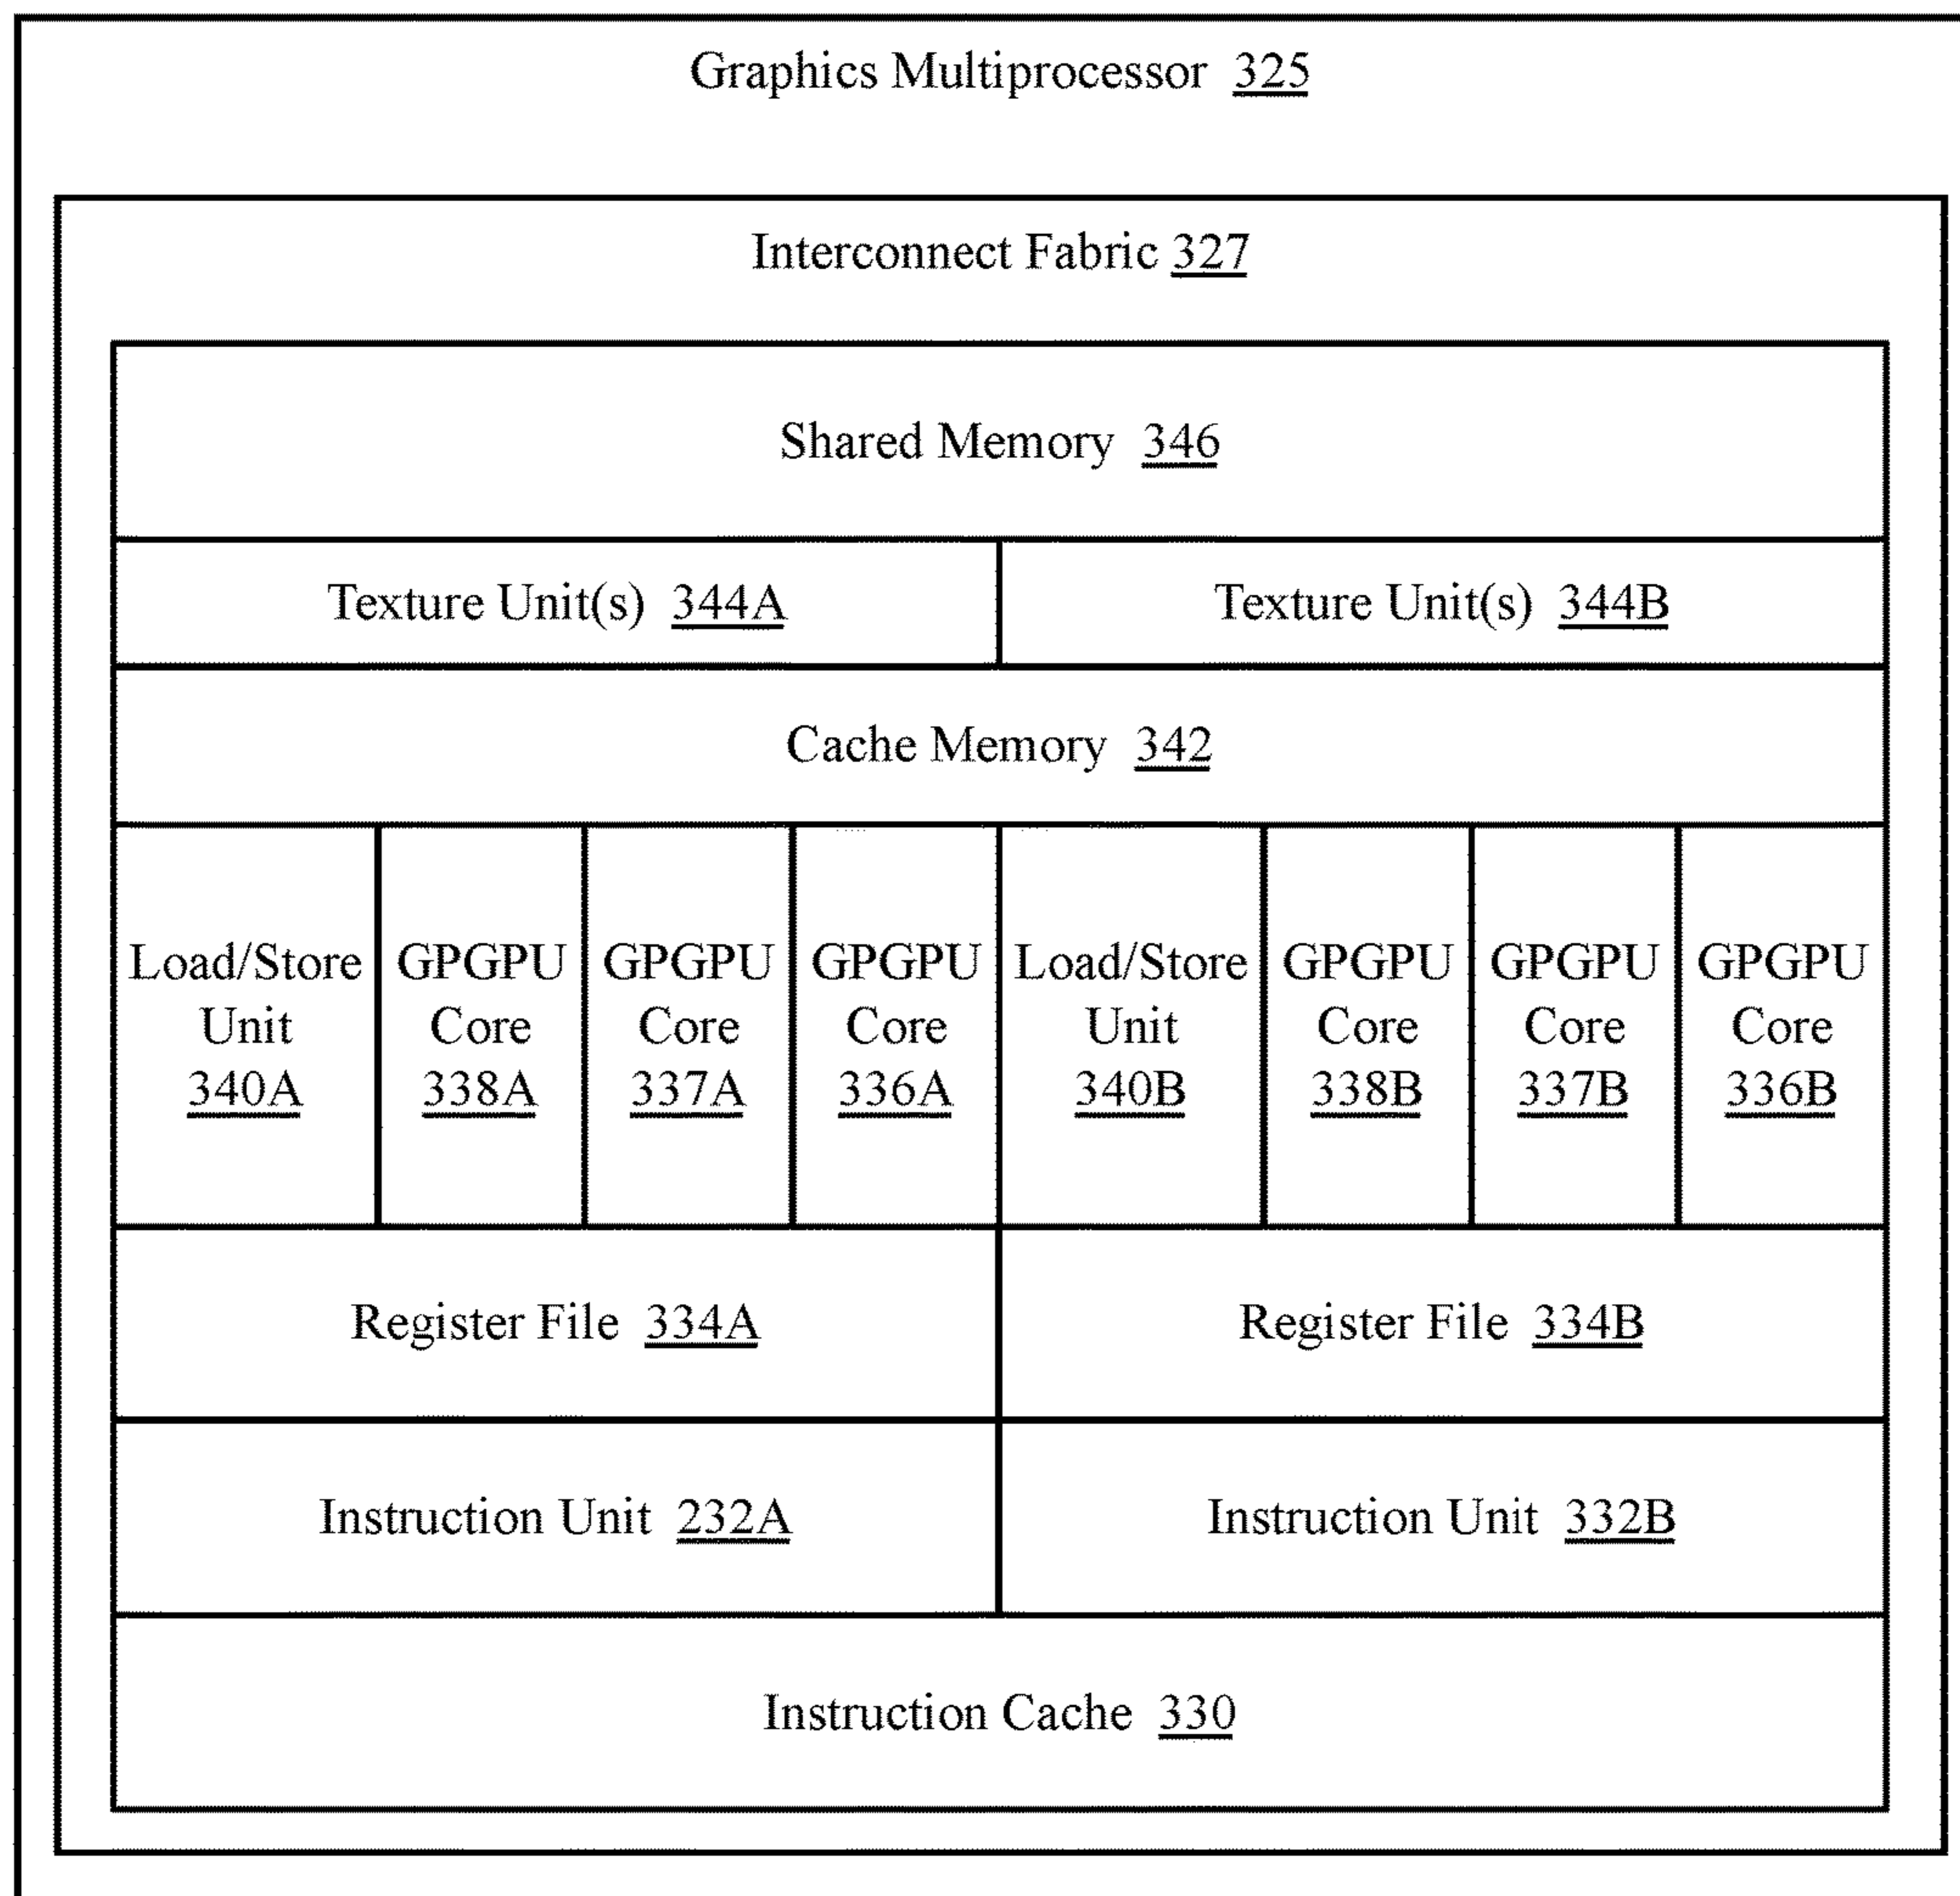 Graphics Multiprocessor 325
Interconnect Fabric 327
Shared Memory 346
Texture Unit(s) 344A
Texture Unit(s) 344B
Cache Memory 342
Load/Store
Unit
340A
GPGPU
Core
338A
GPGPU
Core
337A
GPGPU
Core
336A
Load/Store
Unit
340B
GPGPU
Core
338B
GPGPU
Core
337B
GPGPU
Core
336B
Register File 334A
Register File 334B
Instruction Unit 232A
Instruction Unit 332B
Instruction Cache 330